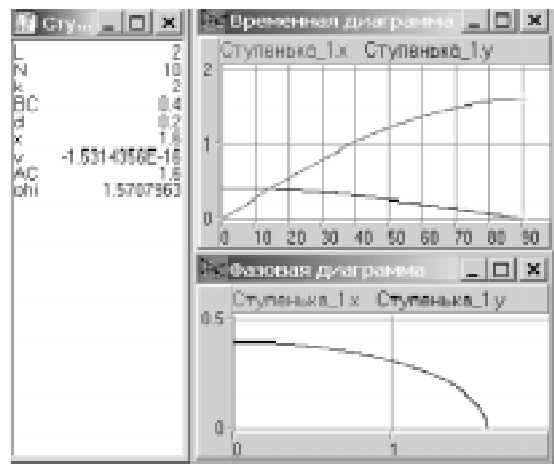 Сту...
L 2
N 10
k 2
BC 0.4
d 0.2
x 1.6
y -1.5314356E-16
AC 1.6
phi 1.5707963
Временная диаграмма
Ступенька_1.x Ступенька_1.y
2
1
0
0 10 20 30 40 50 60 70 80 90
Фазовая диаграмма
Ступенька_1.x Ступенька_1.y
0.5
0
0 1